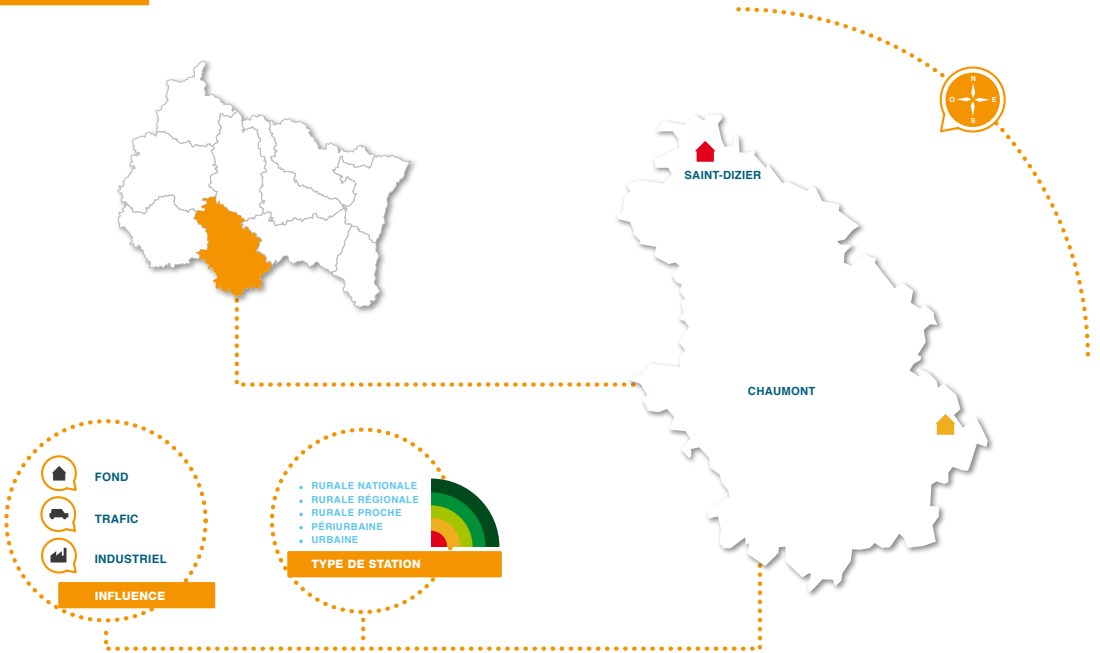 N
O E
S
SAINT-DIZIER
CHAUMONT
FOND
TRAFIC
INDUSTRIEL
INFLUENCE
• RURALE NATIONALE
• RURALE RÉGIONALE
• RURALE PROCHE
• PÉRIURBAINE
• URBAINE
TYPE DE STATION